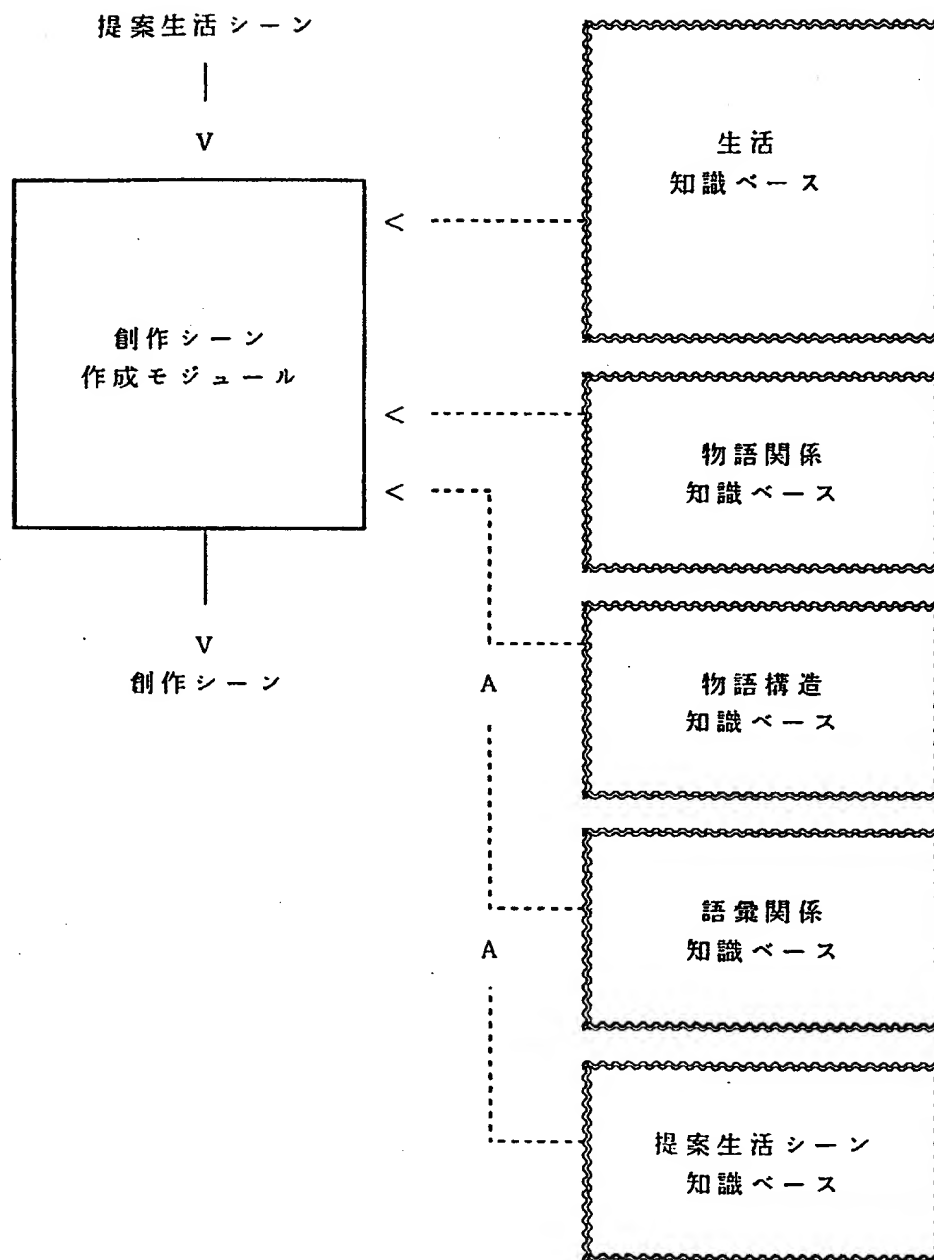 提案生活シーン
V
創作シーン
作成モジュール
V
創作シーン
<
生活
知識ベース
<
物語関係
知識ベース
<
物語構造
知識ベース
A
語彙関係
知識ベース
A
提案生活シーン
知識ベース